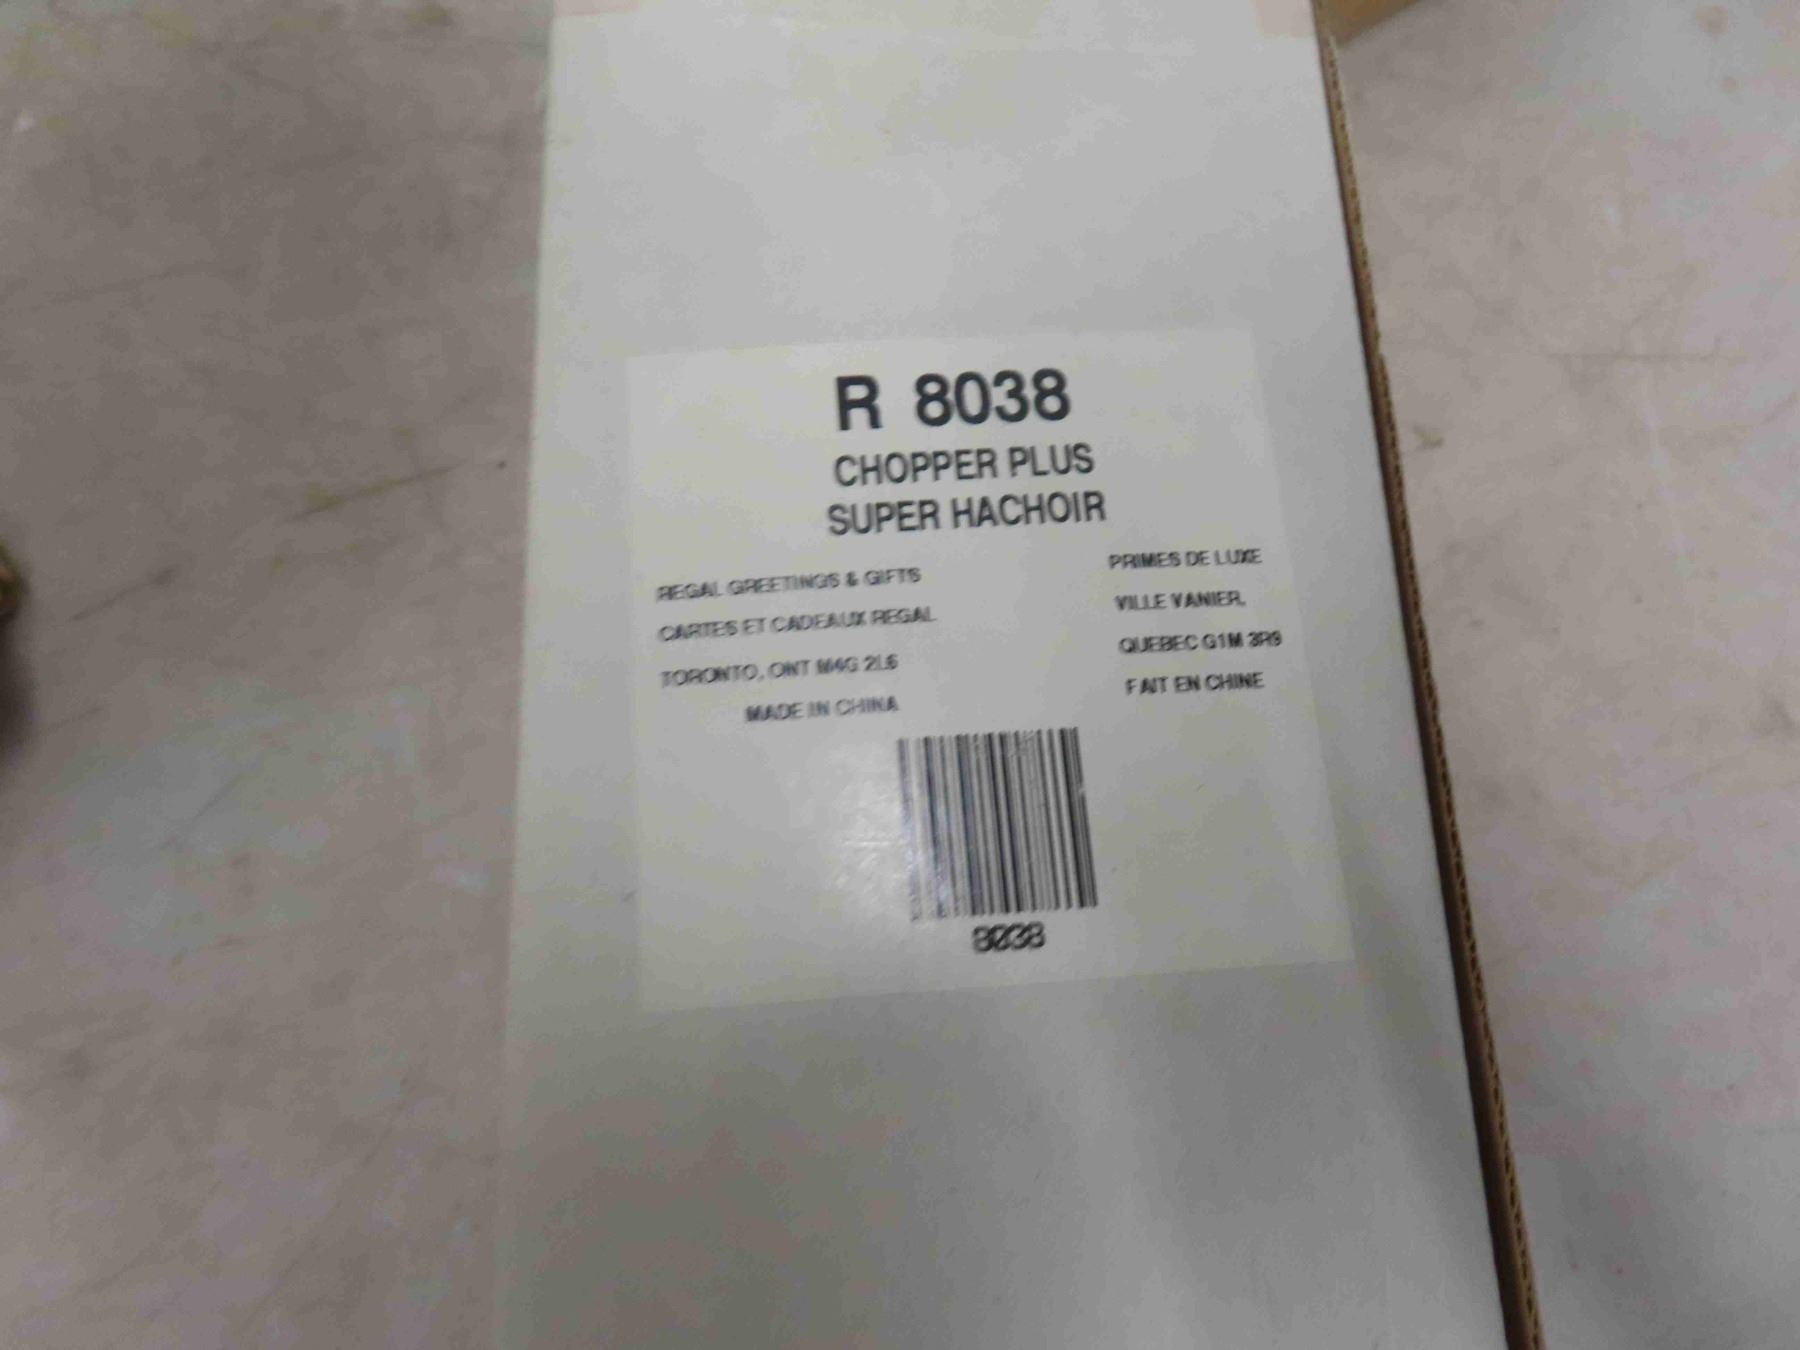 R 8038
CHOPPER PLUS
SUPER HACHOIR
REGAL GREETINGS & GIFTS
CARTES ET CADEAUX REGAL
TORONTO, ONT M4G 2L6
MADE IN CHINA
PRIMES DE LUXE
VILLE VANIER,
QUEBEC G1M 3R9
FAIT EN CHINE
8038